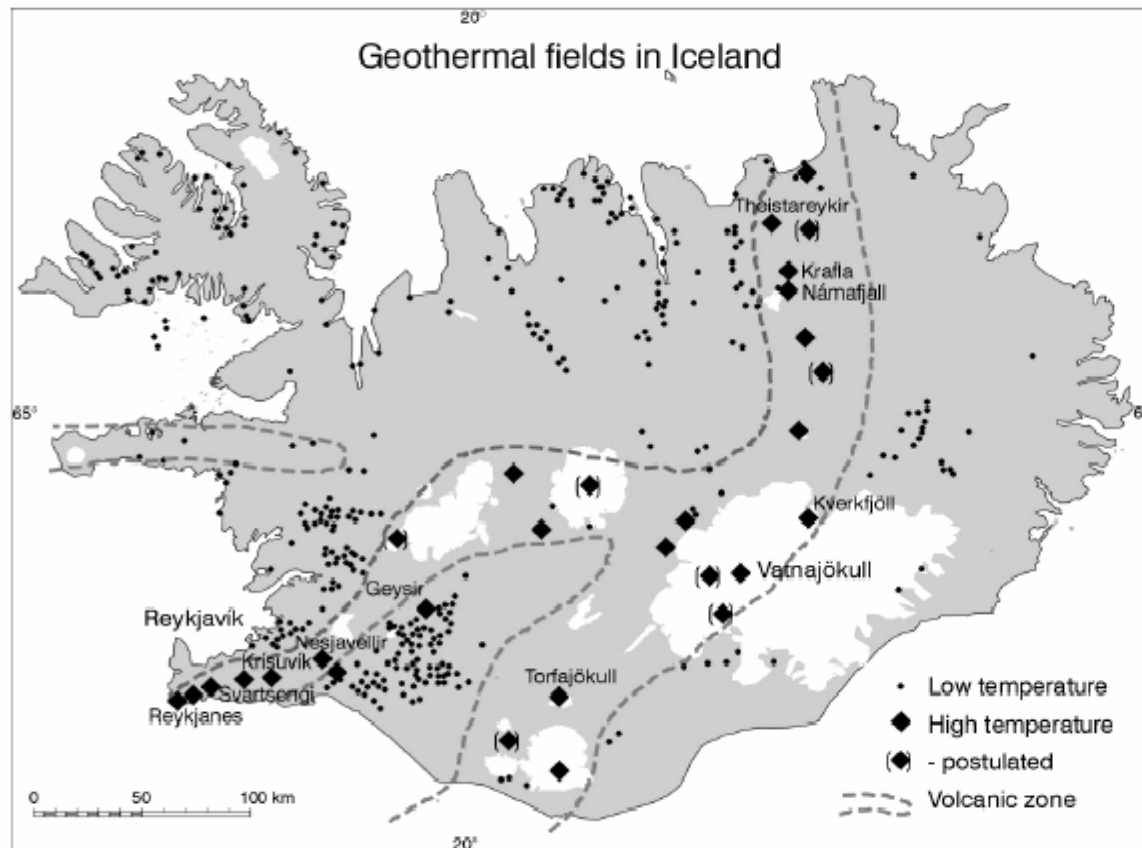 20°
Geothermal fields in Iceland
Theistareykir
Krafla
Námafjall
65°
6
Kverkfjöll
Vatnajökull
Geysir
Reykjavík
Nesjavellir
Krisuvík
Torfajökull
Svartsengi
Reykjanes
Low temperature
High temperature
- postulated
Volcanic zone
0 50 100 km
20°